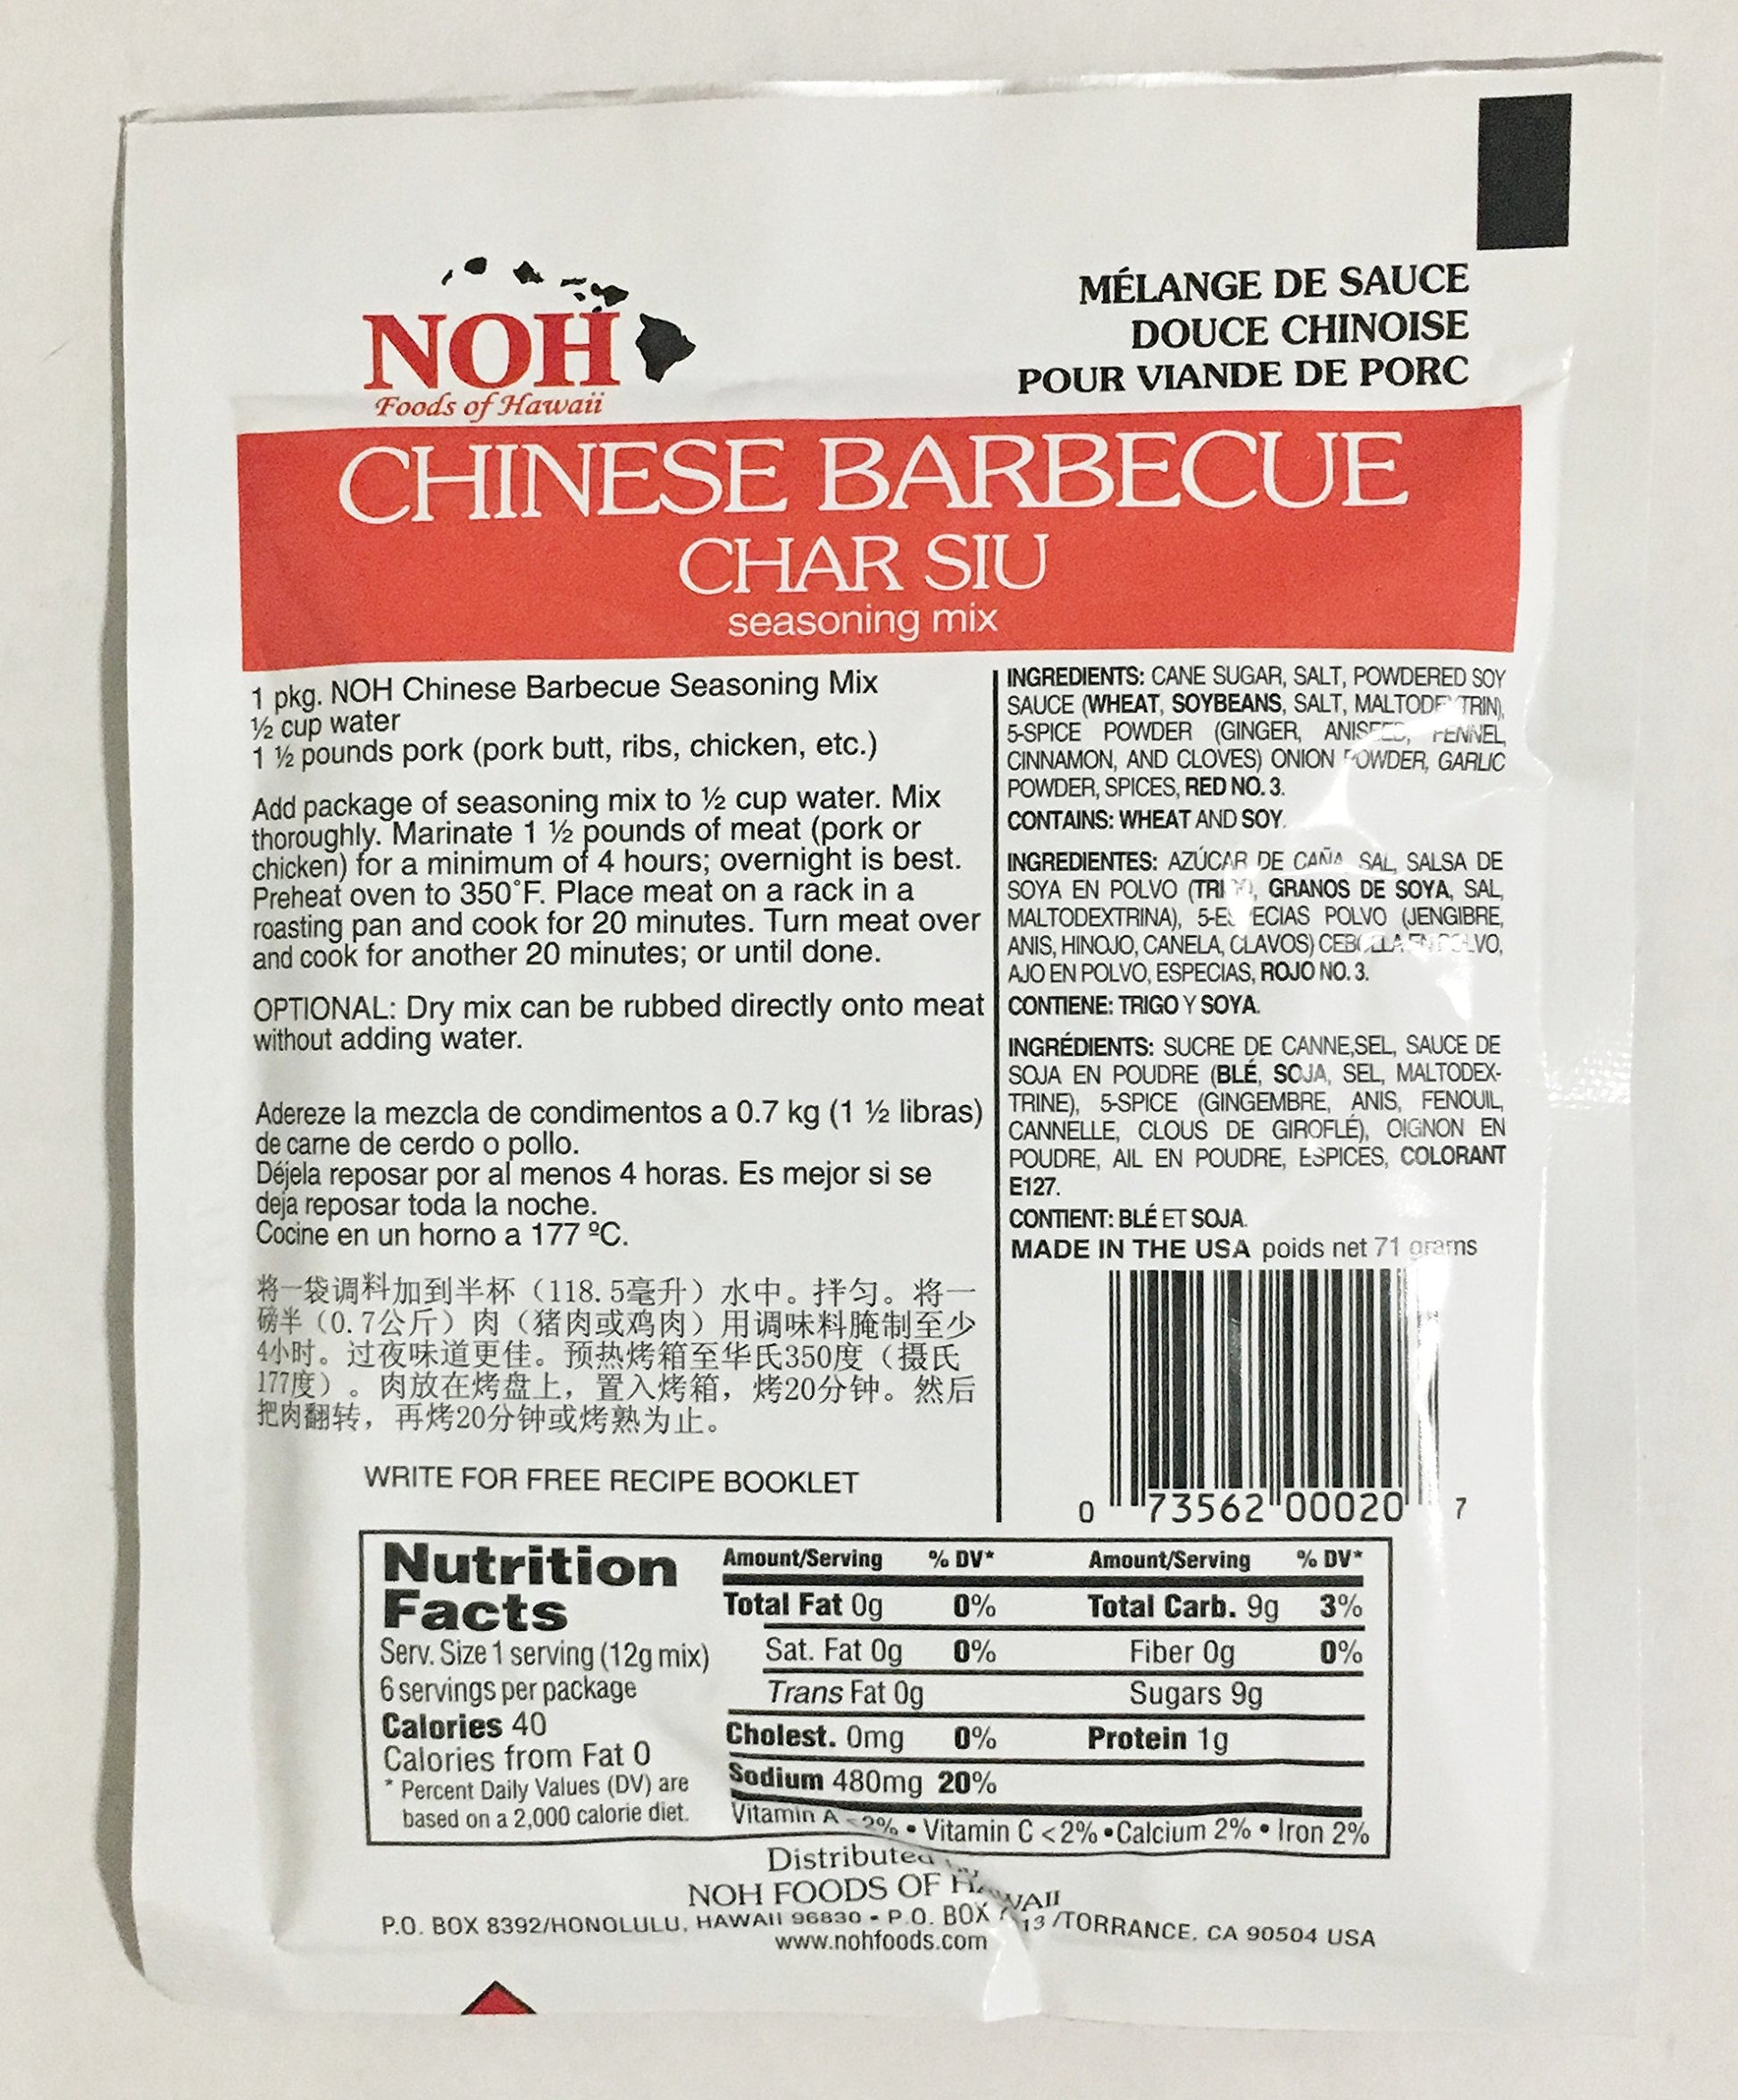 NOH
Foods of Hawaii
MÉLANGE DE SAUCE
DOUCE CHINOISE
POUR VIANDE DE PORC
CHINESE BARBECUE
CHAR SIU
seasoning mix
1 pkg. NOH Chinese Barbecue Seasoning Mix
½ cup water
1 ½ pounds pork (pork butt, ribs, chicken, etc.)
Add package of seasoning mix to ½ cup water. Mix
thoroughly. Marinate 1 ½ pounds of meat (pork or
chicken) for a minimum of 4 hours; overnight is best.
Preheat oven to 350°F. Place meat on a rack in a
roasting pan and cook for 20 minutes. Turn meat over
and cook for another 20 minutes; or until done.
OPTIONAL: Dry mix can be rubbed directly onto meat
without adding water.
Adereze la mezcla de condimentos a 0.7 kg (1 ½ libras)
de carne de cerdo o pollo.
Déjela reposar por al menos 4 horas. Es mejor si se
deja reposar toda la noche.
Cocine en un horno a 177 ºC.
将一袋调料加到半杯（118.5毫升）水中。拌匀。将一
磅半（0.7公斤）肉（猪肉或鸡肉）用调味料腌制至少
4小时。过夜味道更佳。预热烤箱至华氏350度（摄氏
177度）。肉放在烤盘上，置入烤箱，烤20分钟。然后
把肉翻转，再烤20分钟或烤熟为止。
WRITE FOR FREE RECIPE BOOKLET
INGREDIENTS: CANE SUGAR, SALT, POWDERED SOY
SAUCE (WHEAT, SOYBEANS, SALT, MALTODEXTRIN),
5-SPICE POWDER (GINGER, ANISEED, FENNEL,
CINNAMON, AND CLOVES) ONION POWDER, GARLIC
POWDER, SPICES, RED NO. 3.
CONTAINS: WHEAT AND SOY.
INGREDIENTES: AZÚCAR DE CAÑA, SAL, SALSA DE
SOYA EN POLVO (TRIGO, GRANOS DE SOYA, SAL,
MALTODEXTRINA), 5-ESPECIAS POLVO (JENGIBRE,
ANIS, HINOJO, CANELA, CLAVOS) CEBOLLA EN POLVO,
AJO EN POLVO, ESPECIAS, ROJO NO. 3.
CONTIENE: TRIGO Y SOYA.
INGRÉDIENTS: SUCRE DE CANNE,SEL, SAUCE DE
SOJA EN POUDRE (BLÉ, SOJA, SEL, MALTODEX-
TRINE), 5-SPICE (GINGEMBRE, ANIS, FENOUIL,
CANNELLE, CLOUS DE GIROFLÉ), OIGNON EN
POUDRE, AIL EN POUDRE, ESPICES, COLORANT
E127.
CONTIENT: BLÉ ET SOJA.
MADE IN THE USA poids net 71 grams
0 73562 00020 7
Nutrition
Facts
Serv. Size 1 serving (12g mix)
6 servings per package
Calories 40
Calories from Fat 0
* Percent Daily Values (DV) are
based on a 2,000 calorie diet.
Amount/Serving % DV* Amount/Serving % DV*
Total Fat 0g 0% Total Carb. 9g 3%
Sat. Fat 0g 0% Fiber 0g 0%
Trans Fat 0g Sugars 9g
Cholest. 0mg 0% Protein 1g
Sodium 480mg 20%
Vitamin A <2% • Vitamin C <2% • Calcium 2% • Iron 2%
Distributed
NOH FOODS OF HAWAII
P.O. BOX 8392/HONOLULU, HAWAII 96830 - P.O. BOX /TORRANCE, CA 90504 USA
www.nohfoods.com